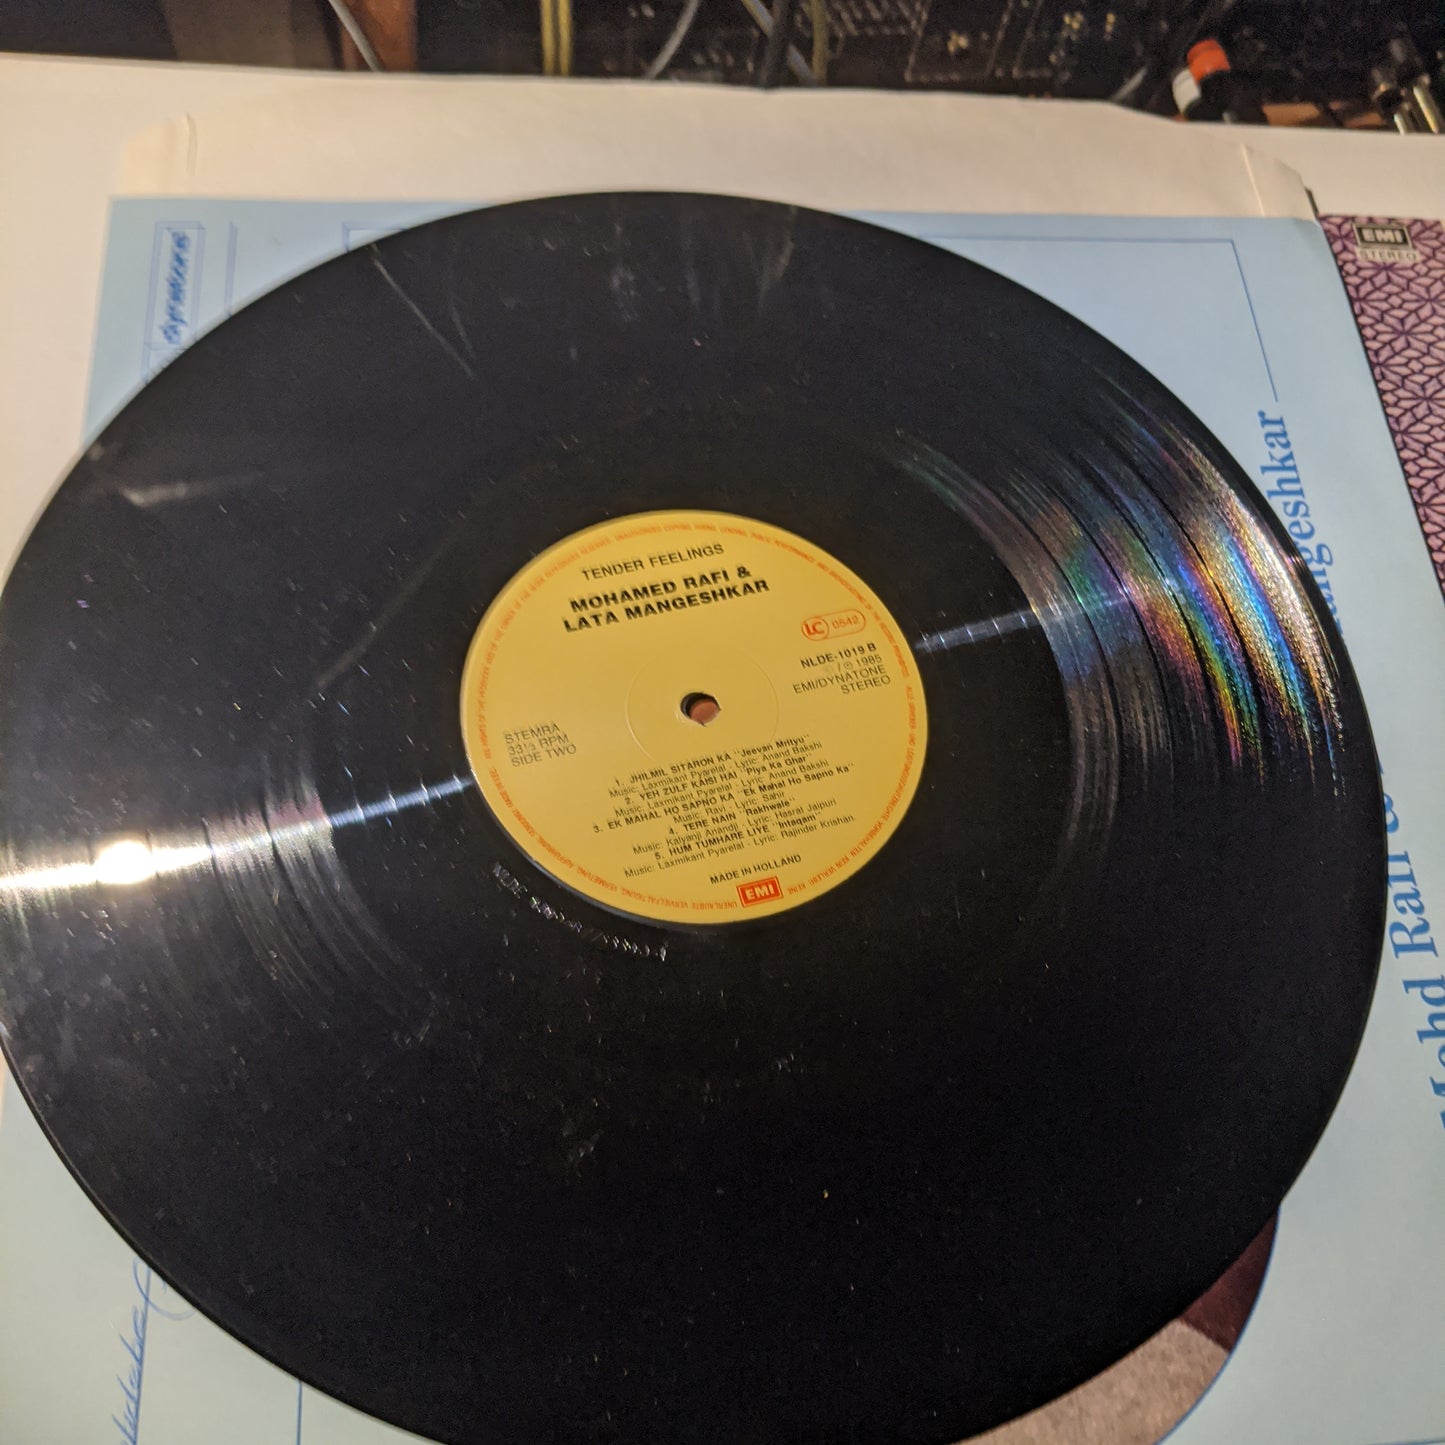 TENDER FEELINGS
MOHAMED RAFI &
LATA MANGESHKAR
LC 0542
NLDE-1019 B
© / ℗ 1985
EMI/DYNATONE
STEREO
STEMRA
33⅓ RPM
SIDE TWO
1. JHILMIL SITARON KA "Jeevan Mrityu"
Music: Laxmikant Pyarelal - Lyric: Anand Bakshi
2. YEH ZULF KAISI HAI "Piya Ka Ghar"
Music: Laxmikant Pyarelal - Lyric: Anand Bakshi
3. EK MAHAL HO SAPNO KA "Ek Mahal Ho Sapno Ka"
Music: Ravi - Lyric: Sahir
4. TERE NAIN "Rakhwale"
Music: Kalyanji Anandji - Lyric: Hasrat Jaipuri
5. HUM TUMHARE LIYE "Inteqam"
Music: Laxmikant Pyarelal - Lyric: Rajinder Krishan.
MADE IN HOLLAND
EMI
EMI
STEREO
Mohd Rafi &
Mangeshkar
NLDE